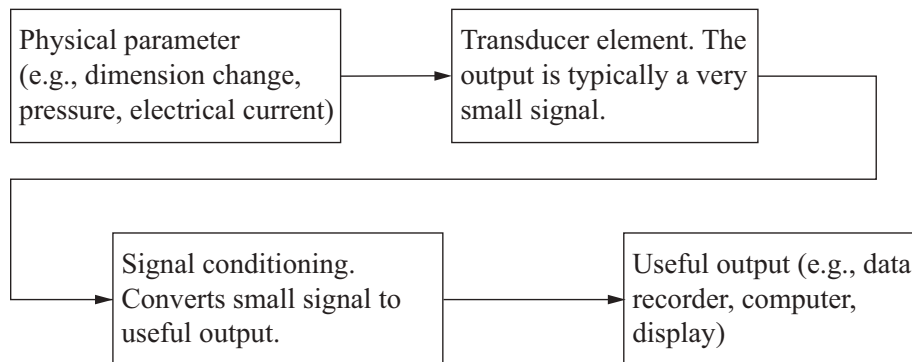 Physical parameter
(e.g., dimension change,
pressure, electrical current)
Transducer element. The
output is typically a very
small signal.
Signal conditioning.
Converts small signal to
useful output.
Useful output (e.g., data
recorder, computer,
display)